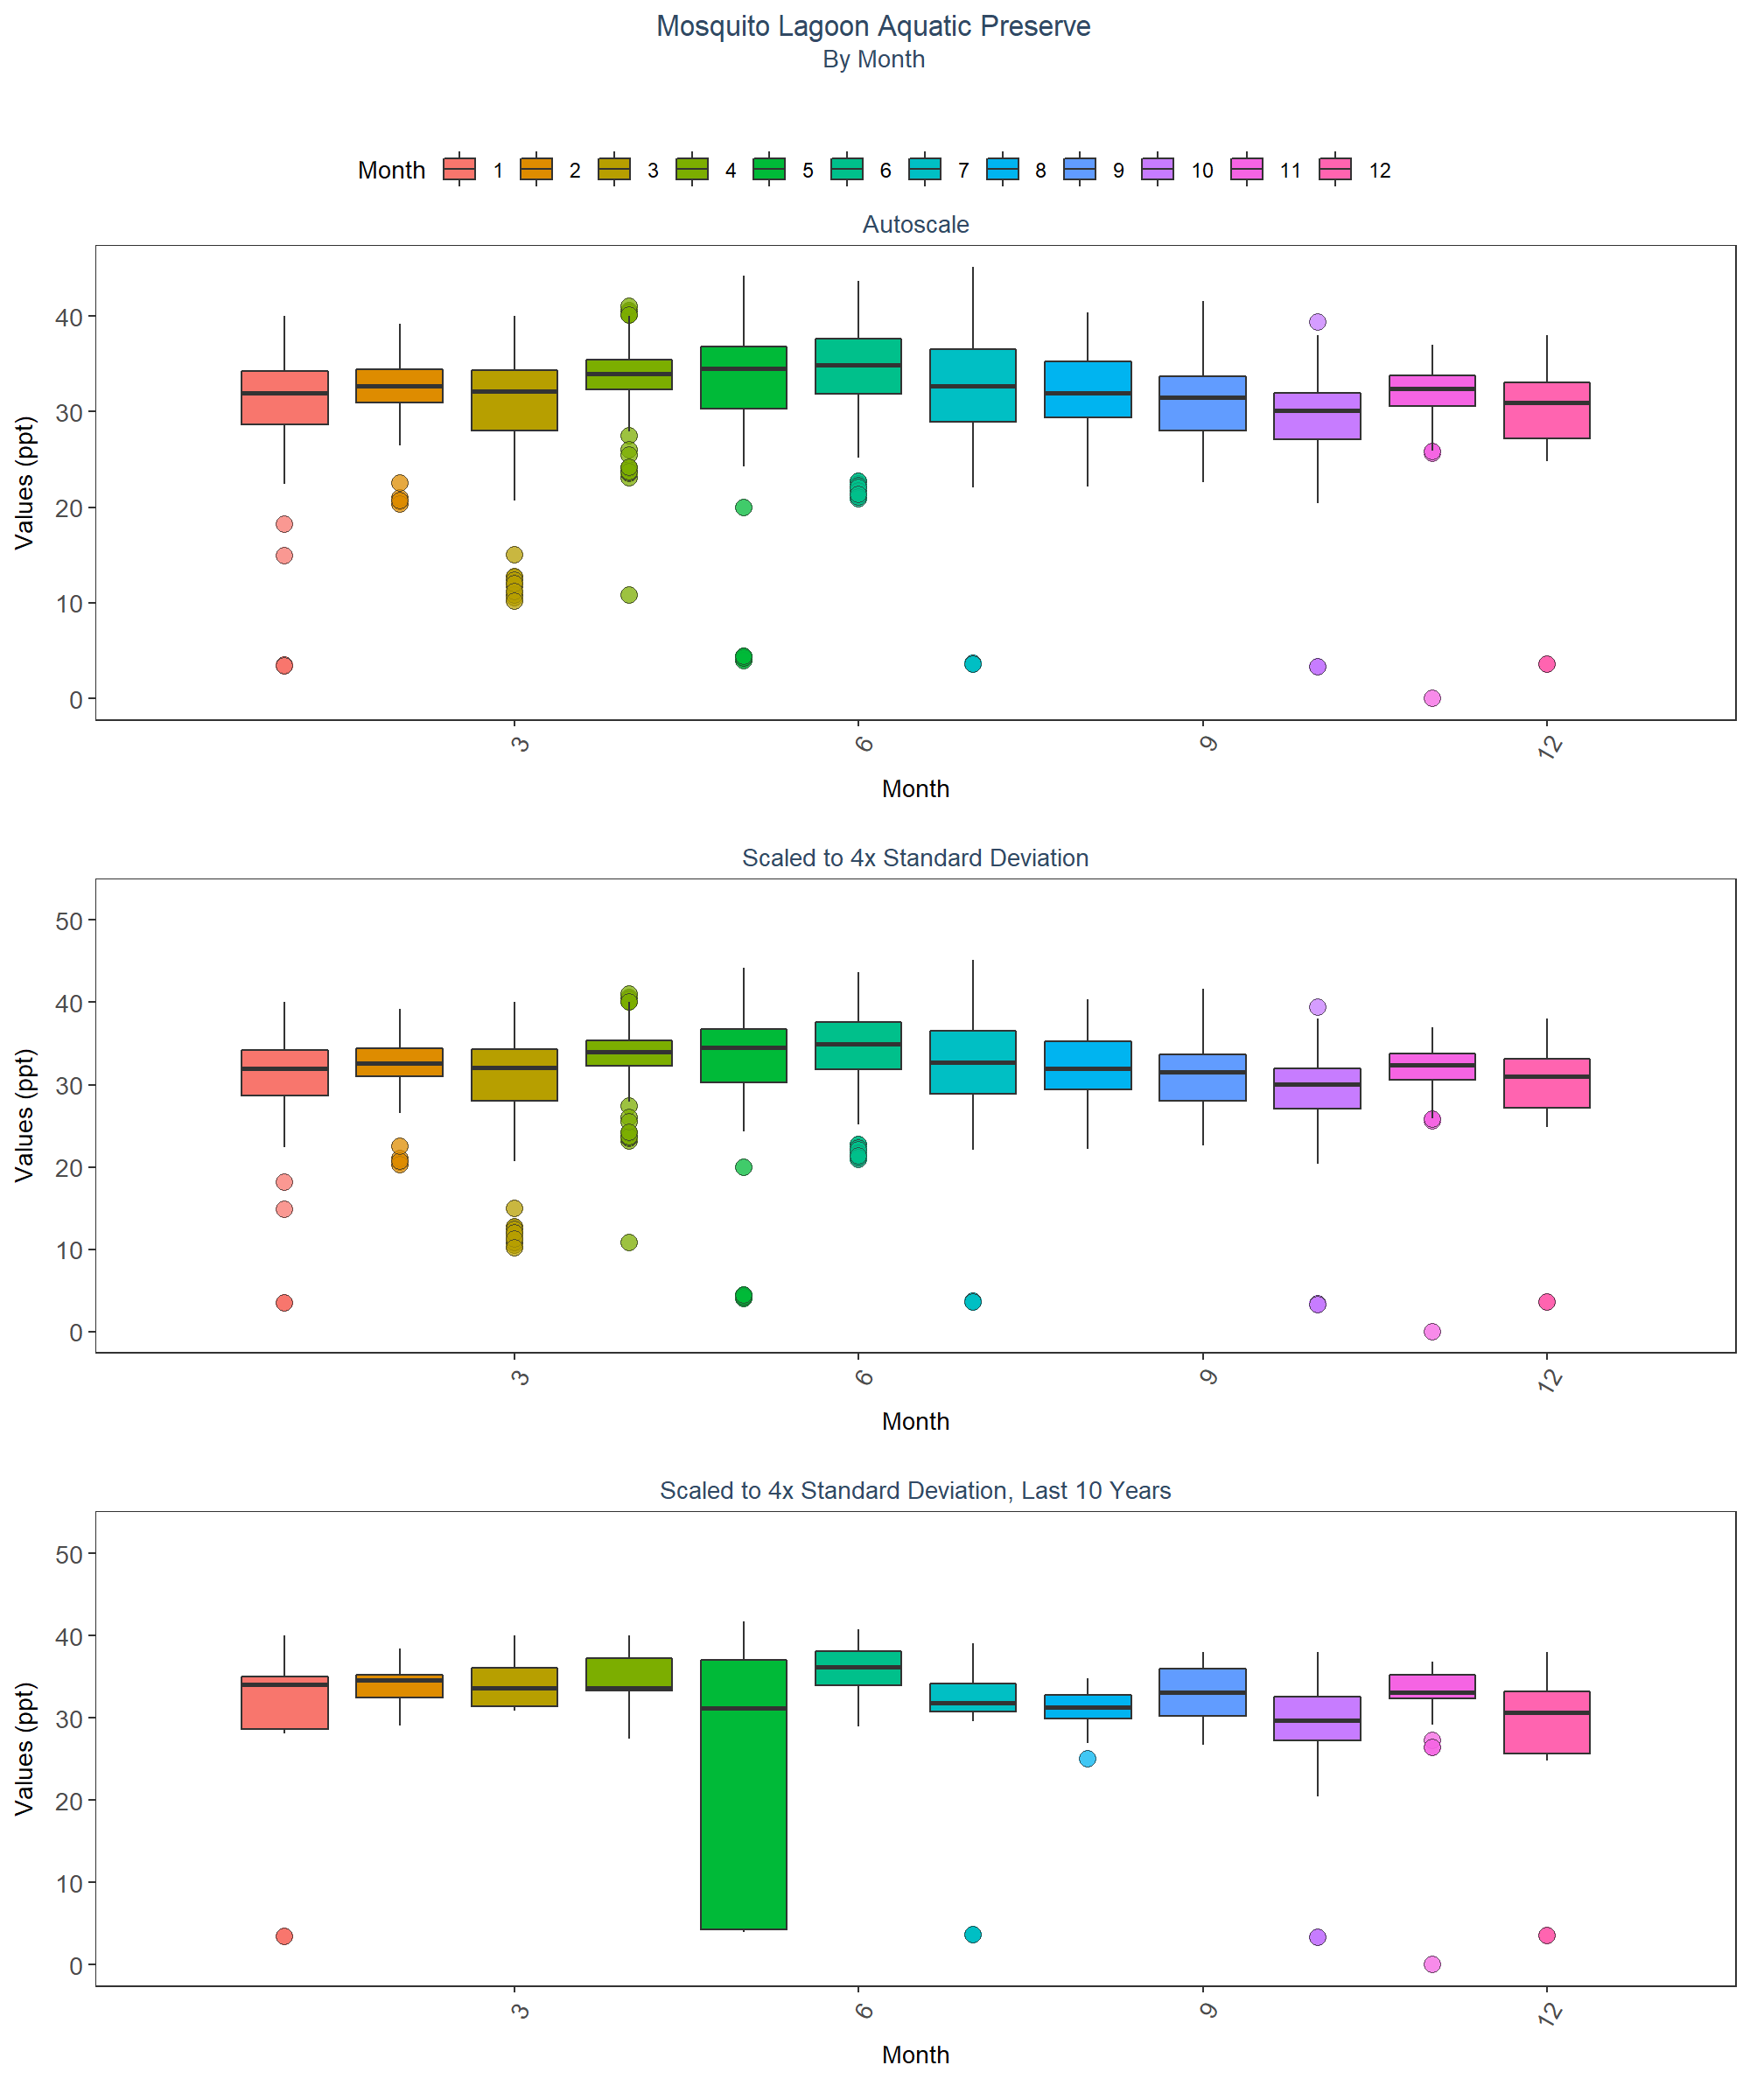 Mosquito Lagoon Aquatic Preserve
By Month
Month 1 2 3 4 5 6 7 8 9 10 11 12
Autoscale
Values (ppt)
40
30
20
10
0
3 6 9 12
Month
Scaled to 4x Standard Deviation
Values (ppt)
50
40
30
20
10
0
3 6 9 12
Month
Scaled to 4x Standard Deviation, Last 10 Years
Values (ppt)
50
40
30
20
10
0
3 6 9 12
Month